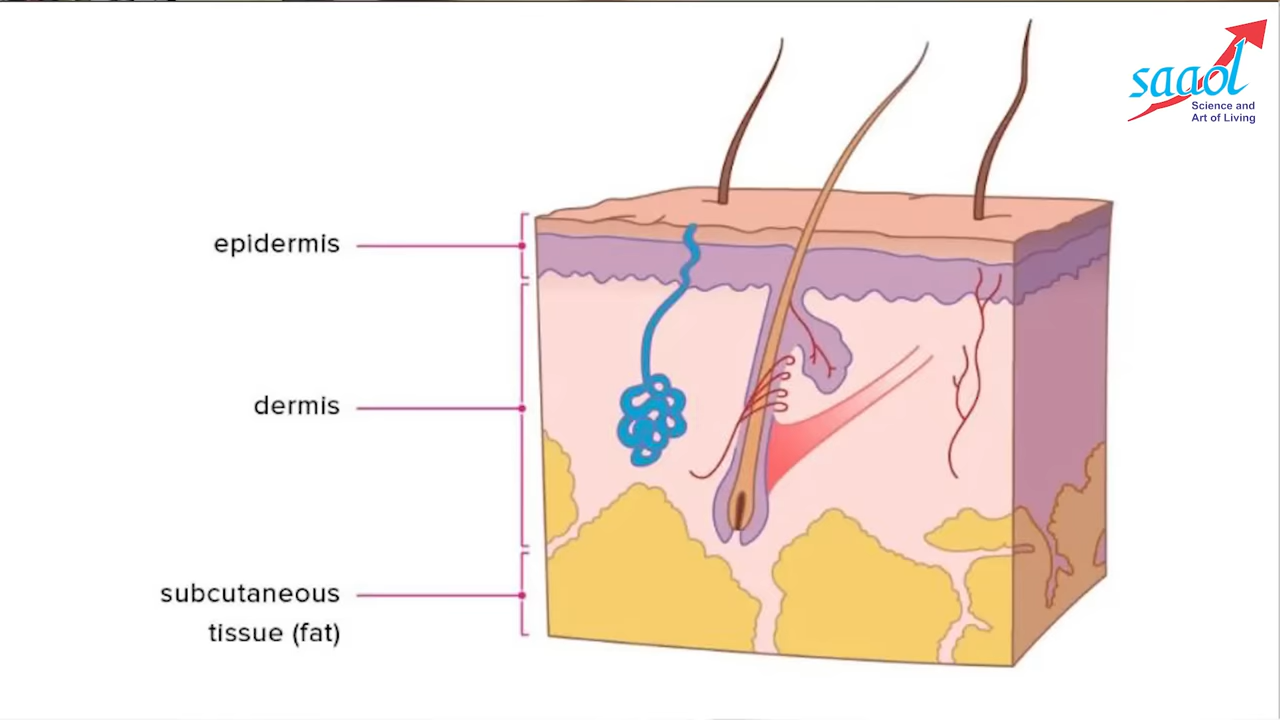 saaol
Science and
Art of Living
epidermis
dermis
subcutaneous
tissue (fat)